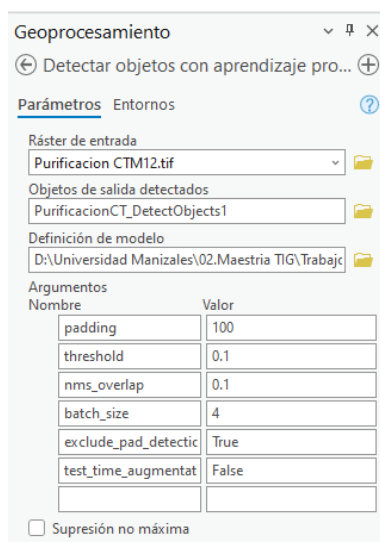 Geoprocesamiento
Detectar objetos con aprendizaje pro...
Parámetros Entornos
Ráster de entrada
Purificacion CTM12.tif
Objetos de salida detectados
PurificacionCT_DetectObjects1
Definición de modelo
D:\Universidad Manizales\02.Maestria TIG\Trabajo
Argumentos
Nombre Valor
padding 100
threshold 0.1
nms_overlap 0.1
batch_size 4
exclude_pad_detectic True
test_time_augmentat False
Supresión no máxima